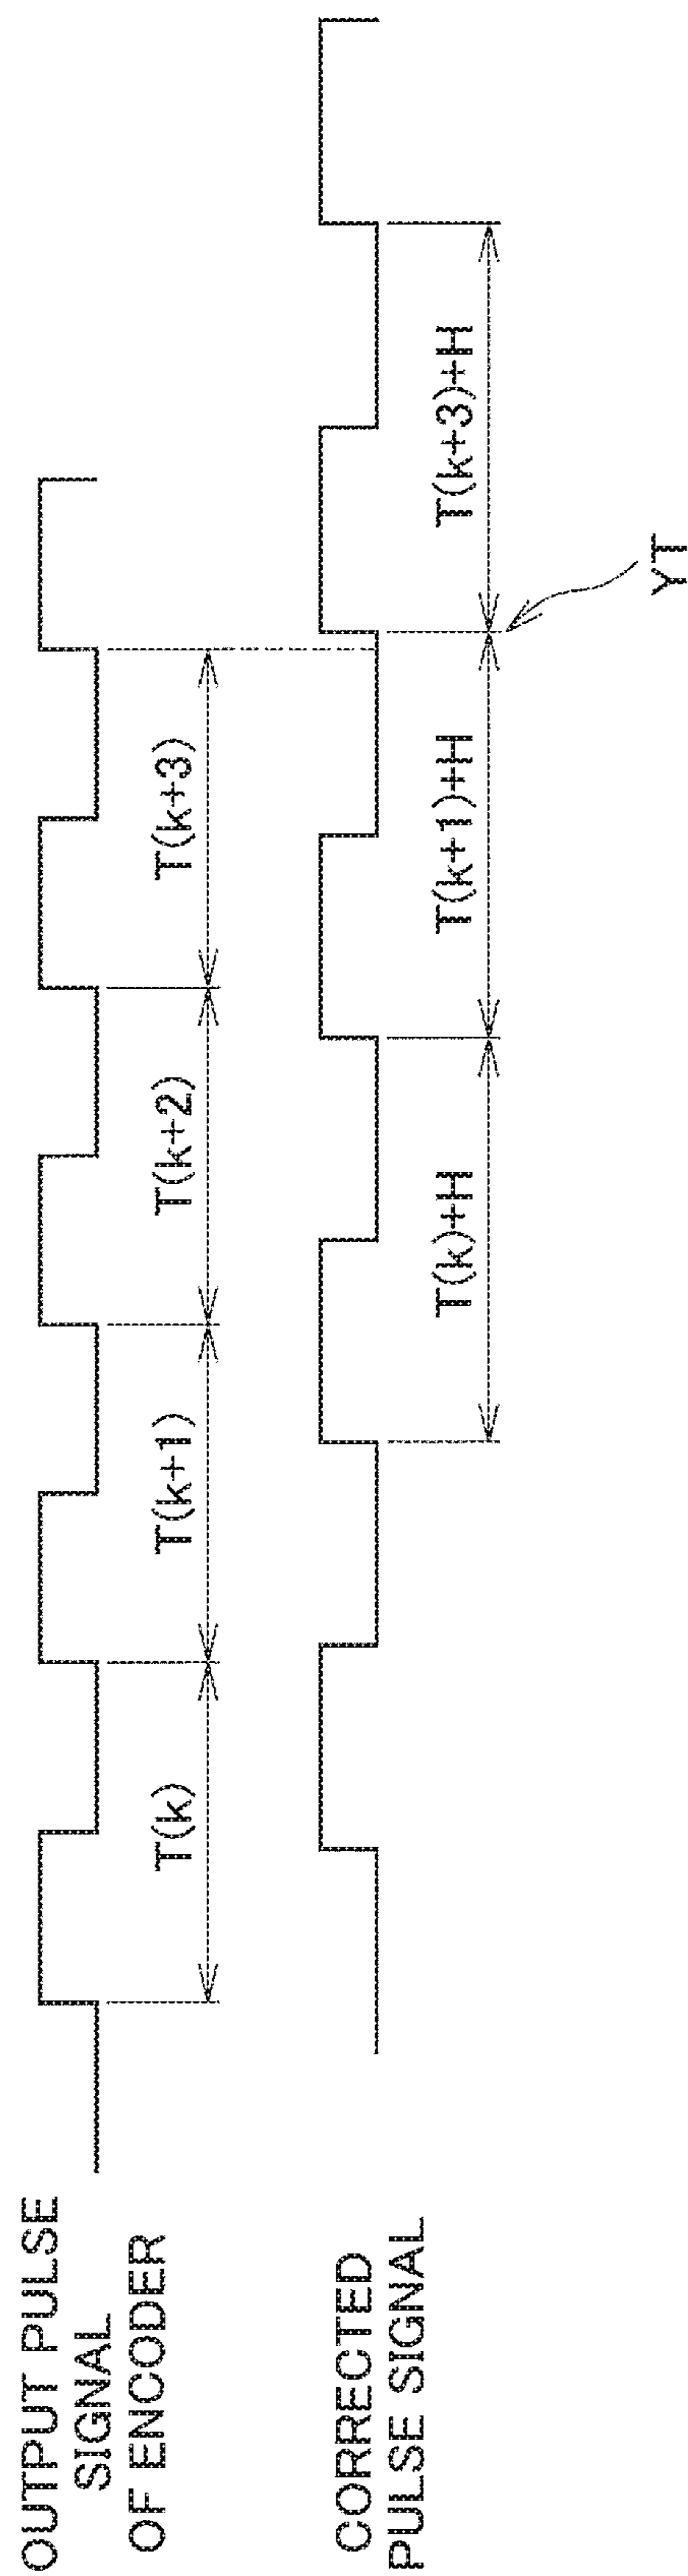 OUTPUT PULSE
SIGNAL
OF ENCODER
T(k)
T(k+1)
T(k+2)
T(k+3)
CORRECTED
PULSE SIGNAL
T(k)+H
T(k+1)+H
T(k+3)+H
YT